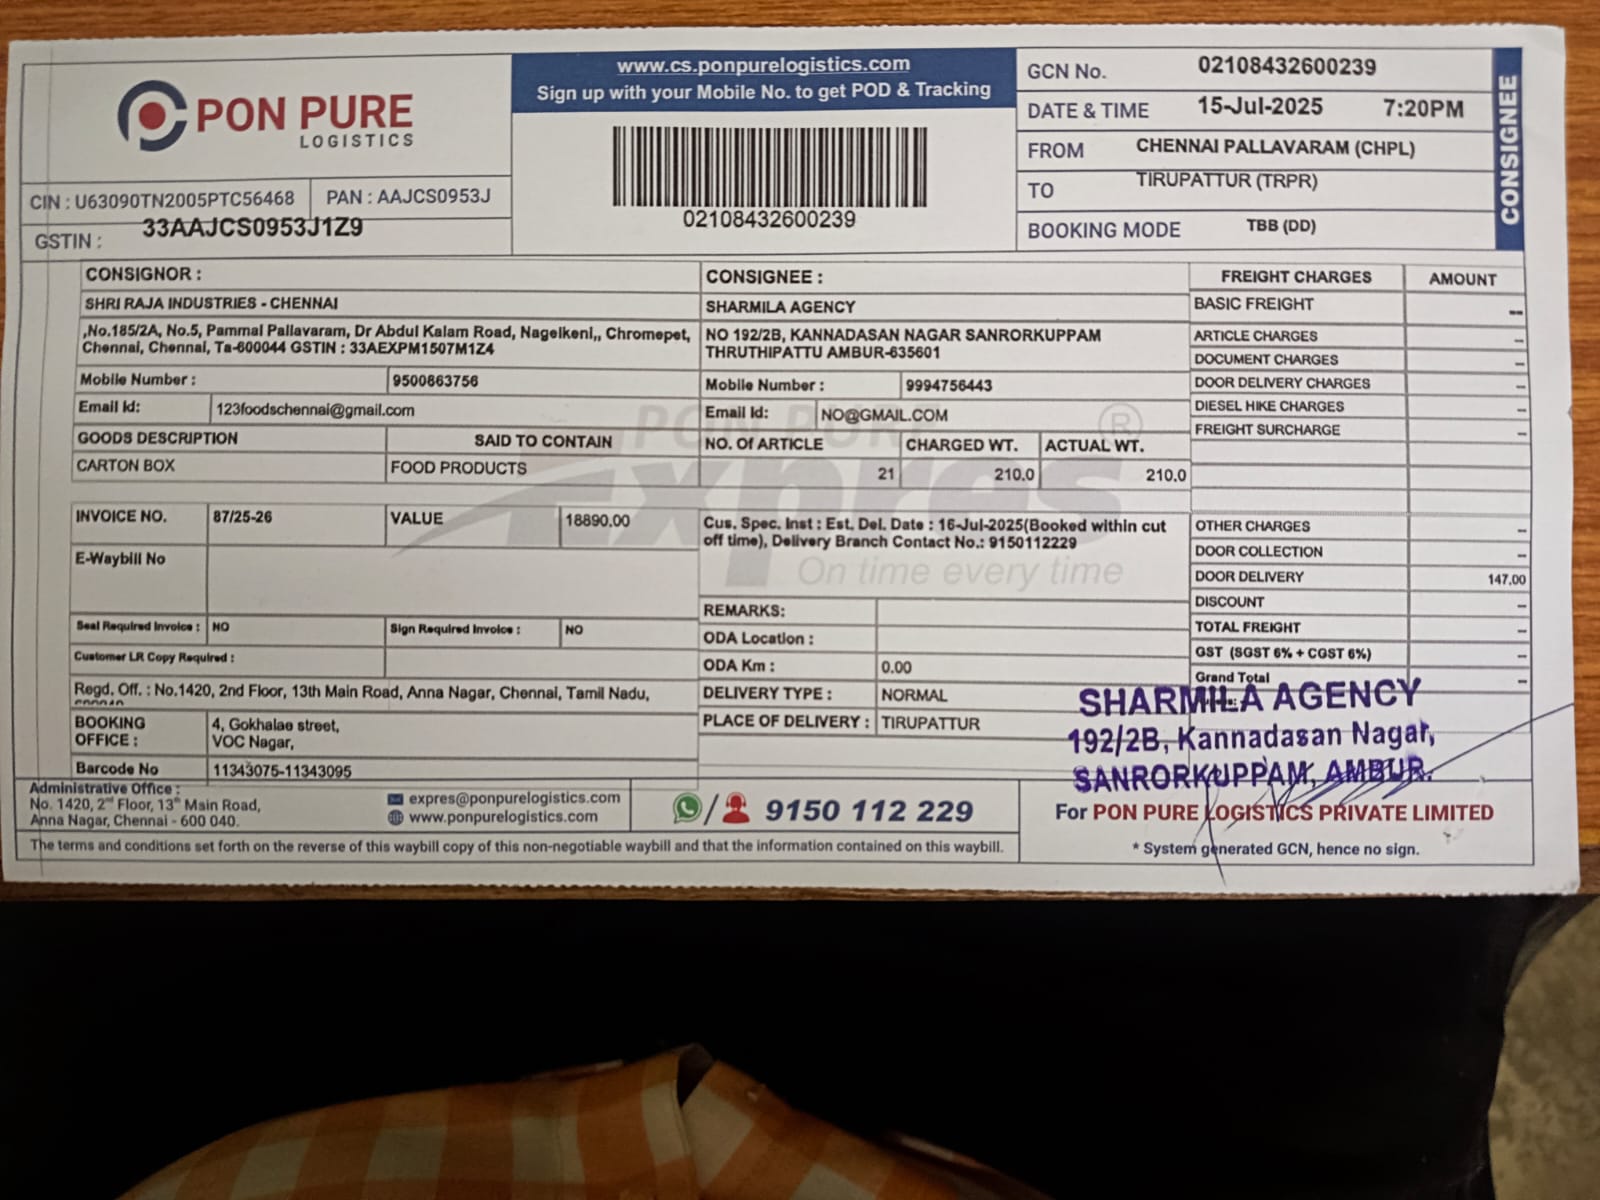 PON PURE
LOGISTICS
CIN : U63090TN2005PTC56468 PAN : AAJCS0953J
GSTIN : 33AAJCS0953J1Z9
www.cs.ponpurelogistics.com
Sign up with your Mobile No. to get POD & Tracking
02108432600239
GCN No. 02108432600239
DATE & TIME 15-Jul-2025 7:20PM
FROM CHENNAI PALLAVARAM (CHPL)
TO TIRUPATTUR (TRPR)
BOOKING MODE TBB (DD)
CONSIGNEE
CONSIGNOR :
SHRI RAJA INDUSTRIES - CHENNAI
,No.185/2A, No.5, Pammal Pallavaram, Dr Abdul Kalam Road, Nagelkeni,, Chromepet,
Chennai, Chennai, Ta-600044 GSTIN : 33AEXPM1507M1Z4
Mobile Number : 9500863756
Email Id: 123foodschennai@gmail.com
GOODS DESCRIPTION SAID TO CONTAIN
CARTON BOX FOOD PRODUCTS
INVOICE NO. 87/25-26 VALUE 18890.00
E-Waybill No
Seal Required Invoice : NO Sign Required Invoice : NO
Customer LR Copy Required :
Regd. Off. : No.1420, 2nd Floor, 13th Main Road, Anna Nagar, Chennai, Tamil Nadu,
BOOKING OFFICE : 4, Gokhalae street,
VOC Nagar,
Barcode No 11343075-11343095
CONSIGNEE :
SHARMILA AGENCY
NO 192/2B, KANNADASAN NAGAR SANRORKUPPAM
THRUTHIPATTU AMBUR-635601
Mobile Number : 9994756443
Email Id: NO@GMAIL.COM
NO. Of ARTICLE CHARGED WT. ACTUAL WT.
21 210.0 210.0
PON PURE ®
Expres
On time every time
Cus. Spec. Inst : Est. Del. Date : 16-Jul-2025(Booked within cut
off time), Delivery Branch Contact No.: 9150112229
REMARKS:
ODA Location :
ODA Km : 0.00
DELIVERY TYPE : NORMAL
PLACE OF DELIVERY : TIRUPATTUR
FREIGHT CHARGES AMOUNT
BASIC FREIGHT --
ARTICLE CHARGES --
DOCUMENT CHARGES --
DOOR DELIVERY CHARGES --
DIESEL HIKE CHARGES --
FREIGHT SURCHARGE --
OTHER CHARGES --
DOOR COLLECTION --
DOOR DELIVERY 147.00
DISCOUNT --
TOTAL FREIGHT --
GST (SGST 6% + CGST 6%) --
Grand Total --
SHARMILA AGENCY
192/2B, Kannadasan Nagar,
SANRORKUPPAM, AMBUR.
Administrative Office :
No. 1420, 2nd Floor, 13th Main Road,
Anna Nagar, Chennai - 600 040.
expres@ponpurelogistics.com
www.ponpurelogistics.com
/ 9150 112 229
For PON PURE LOGISTICS PRIVATE LIMITED
* System generated GCN, hence no sign.
The terms and conditions set forth on the reverse of this waybill copy of this non-negotiable waybill and that the information contained on this waybill.